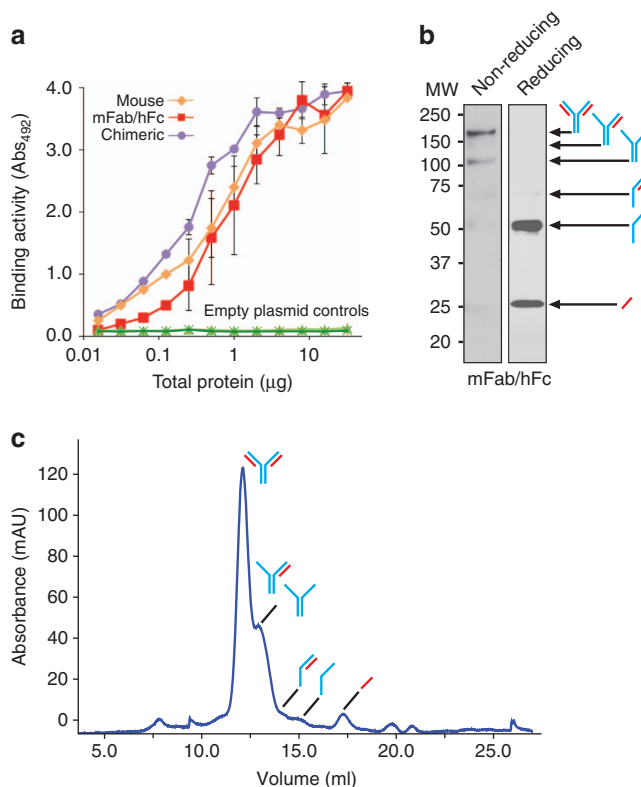 a
4.0
3.0
2.0
1.0
0.0
Binding activity (Abs492)
Mouse
mFab/hFc
Chimeric
Empty plasmid controls
0.01
0.1
1
10
Total protein (μg)
b
Non-reducing
Reducing
MW
250
150
100
75
50
37
25
20
mFab/hFc
c
120
100
80
60
40
20
0
Absorbance (mAU)
5.0
10.0
15.0
20.0
25.0
Volume (ml)